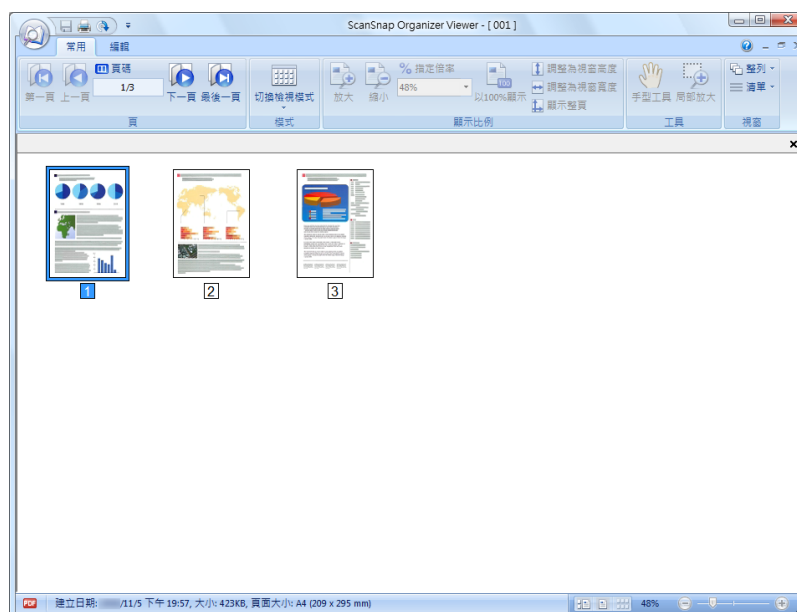 ScanSnap Organizer Viewer - [ 001 ]
常用 編輯
頁碼
1/3
第一頁 上一頁 下一頁 最後一頁
頁
切換檢視模式
模式
放大 縮小
% 指定倍率
48%
100
以100%顯示
調整為視窗高度
調整為視窗寬度
顯示整頁
顯示比例
手型工具 局部放大
工具
整列
清單
視窗
1 2 3
PDF 建立日期: /11/5 下午 19:57, 大小: 423KB, 頁面大小: A4 (209 x 295 mm) 48%